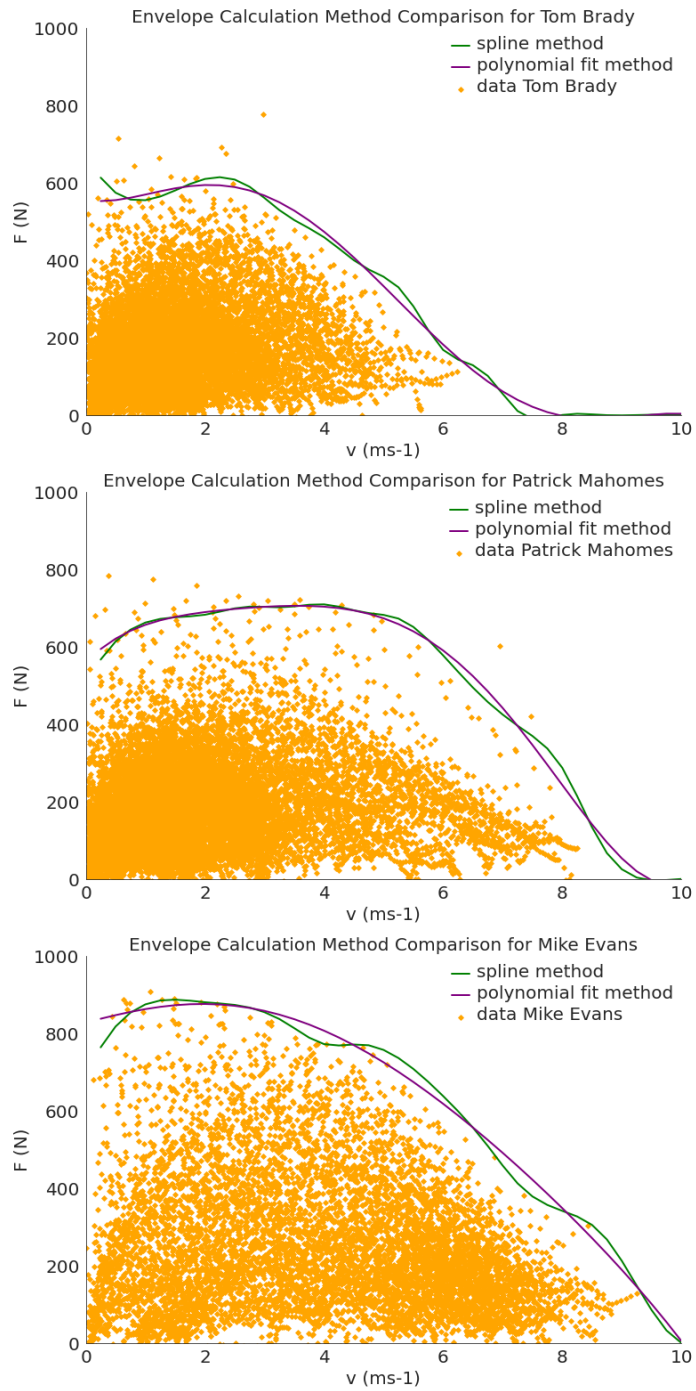 Envelope Calculation Method Comparison for Tom Brady
1000
800
600
400
200
0
F (N)
spline method
polynomial fit method
data Tom Brady
0 2 4 6 8 10
v (ms-1)
Envelope Calculation Method Comparison for Patrick Mahomes
1000
800
600
400
200
0
F (N)
spline method
polynomial fit method
data Patrick Mahomes
0 2 4 6 8 10
v (ms-1)
Envelope Calculation Method Comparison for Mike Evans
1000
800
600
400
200
0
F (N)
spline method
polynomial fit method
data Mike Evans
0 2 4 6 8 10
v (ms-1)